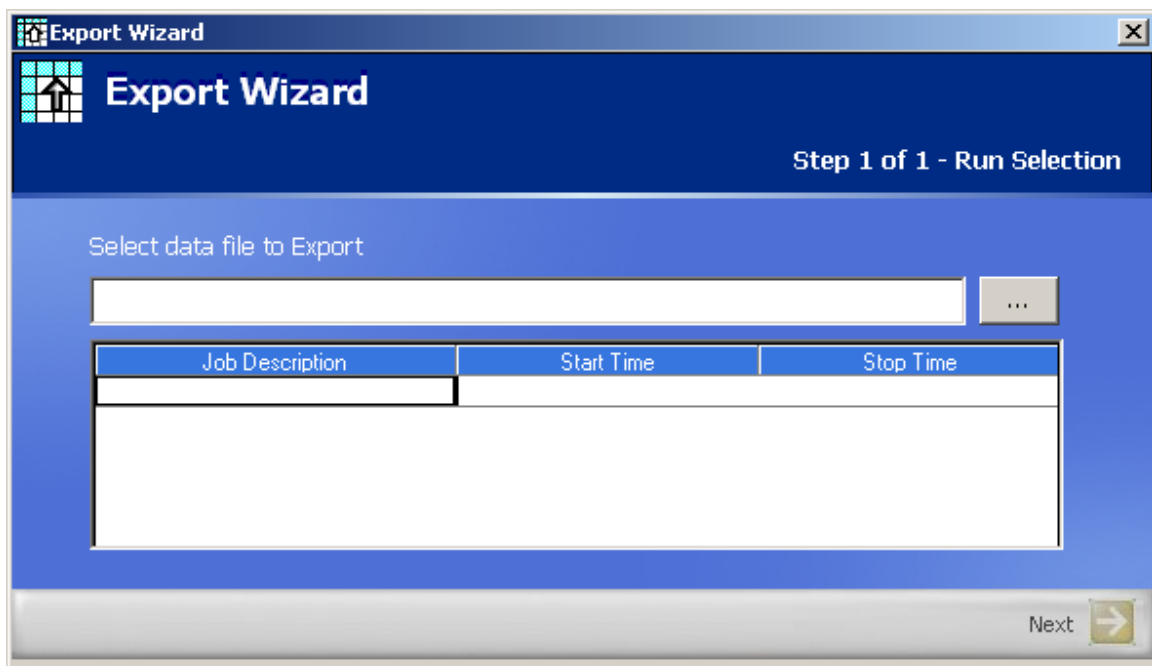 Export Wizard
Export Wizard
Step 1 of 1 - Run Selection
Select data file to Export
...
Job Description Start Time Stop Time
Next